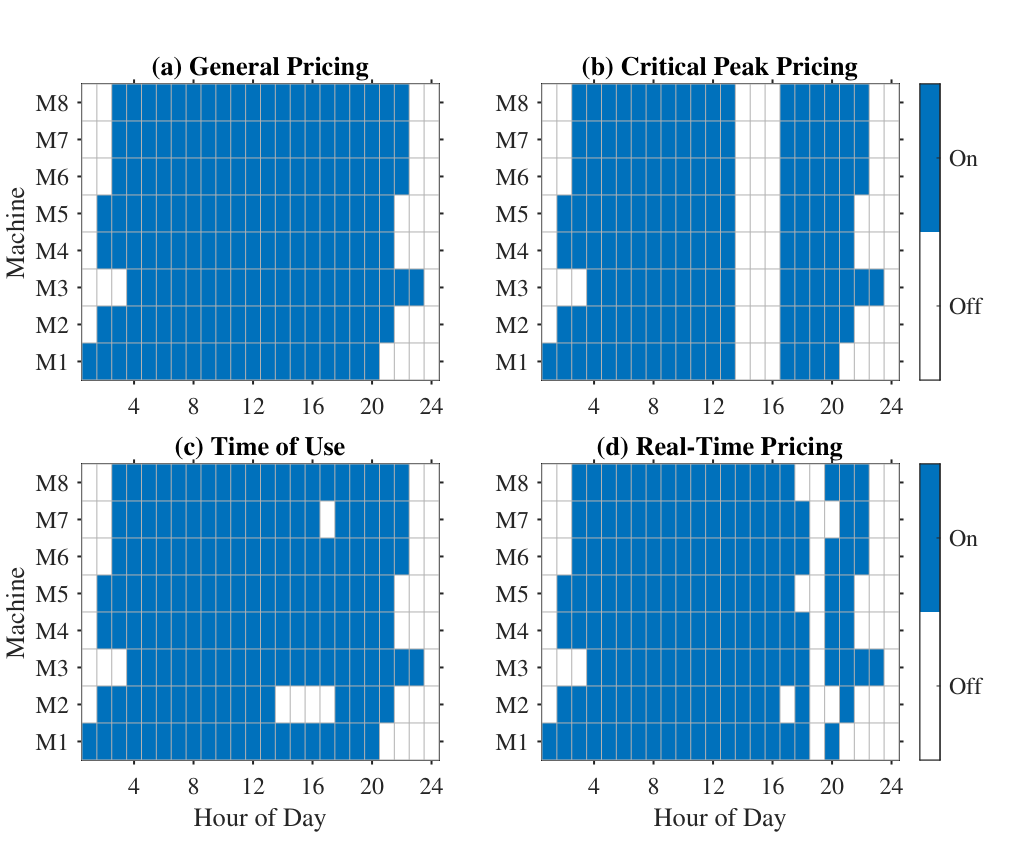 (a) General Pricing
(b) Critical Peak Pricing
M8
M7
M6
M5
M4
M3
M2
M1
Machine
4 8 12 16 20 24
M8
M7
M6
M5
M4
M3
M2
M1
4 8 12 16 20 24
On
Off
(c) Time of Use
(d) Real-Time Pricing
M8
M7
M6
M5
M4
M3
M2
M1
Machine
4 8 12 16 20 24
Hour of Day
M8
M7
M6
M5
M4
M3
M2
M1
4 8 12 16 20 24
Hour of Day
On
Off